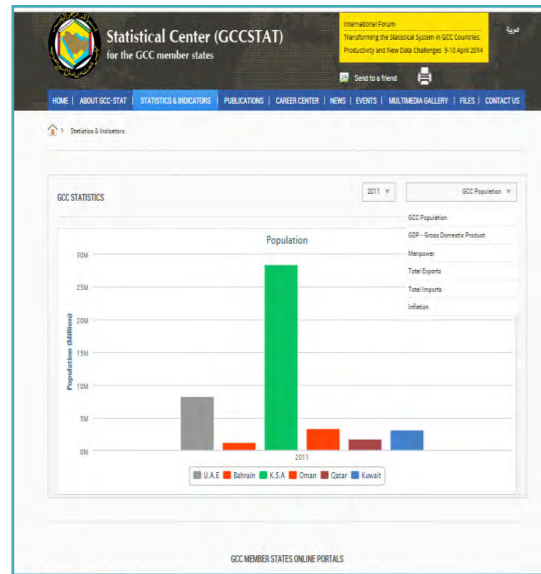 Statistical Center (GCCSTAT)
for the GCC member states
International Forum
Transforming the Statistical System in GCC Countries:
Productivity and New Data Challenges 9-10 April 2014
عربية
Send to a friend
HOME | ABOUT GCC-STAT | STATISTICS & INDICATORS | PUBLICATIONS | CAREER CENTER | NEWS | EVENTS | MULTIMEDIA GALLERY | FILES | CONTACT US
> Statistics & Indicators
GCC STATISTICS
2011
GCC Population
GCC Population
GDP - Gross Domestic Product
Manpower
Total Exports
Total Imports
Inflation
Population
Population (Million)
30M
25M
20M
15M
10M
5M
0M
2011
U.A.E Bahrain K.S.A Oman Qatar Kuwait
GCC MEMBER STATES ONLINE PORTALS